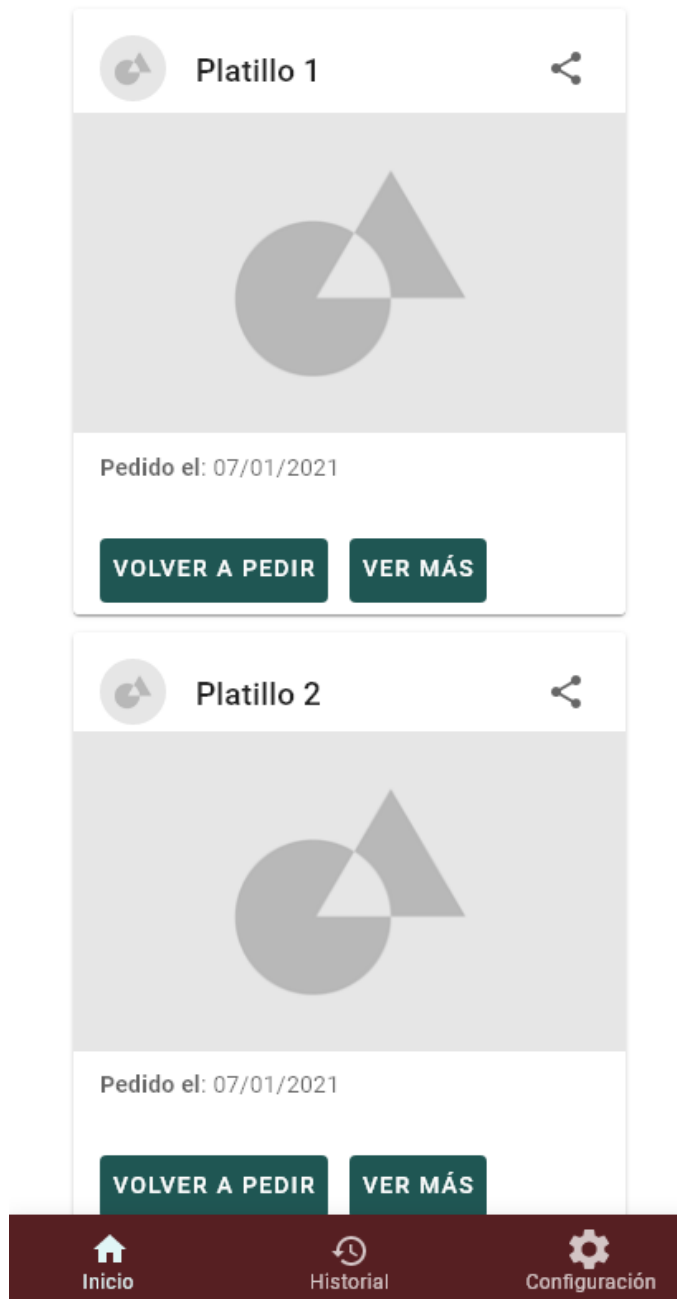 Platillo 1
Pedido el: 07/01/2021
VOLVER A PEDIR VER MÁS
Platillo 2
Pedido el: 07/01/2021
VOLVER A PEDIR VER MÁS
Inicio Historial Configuración